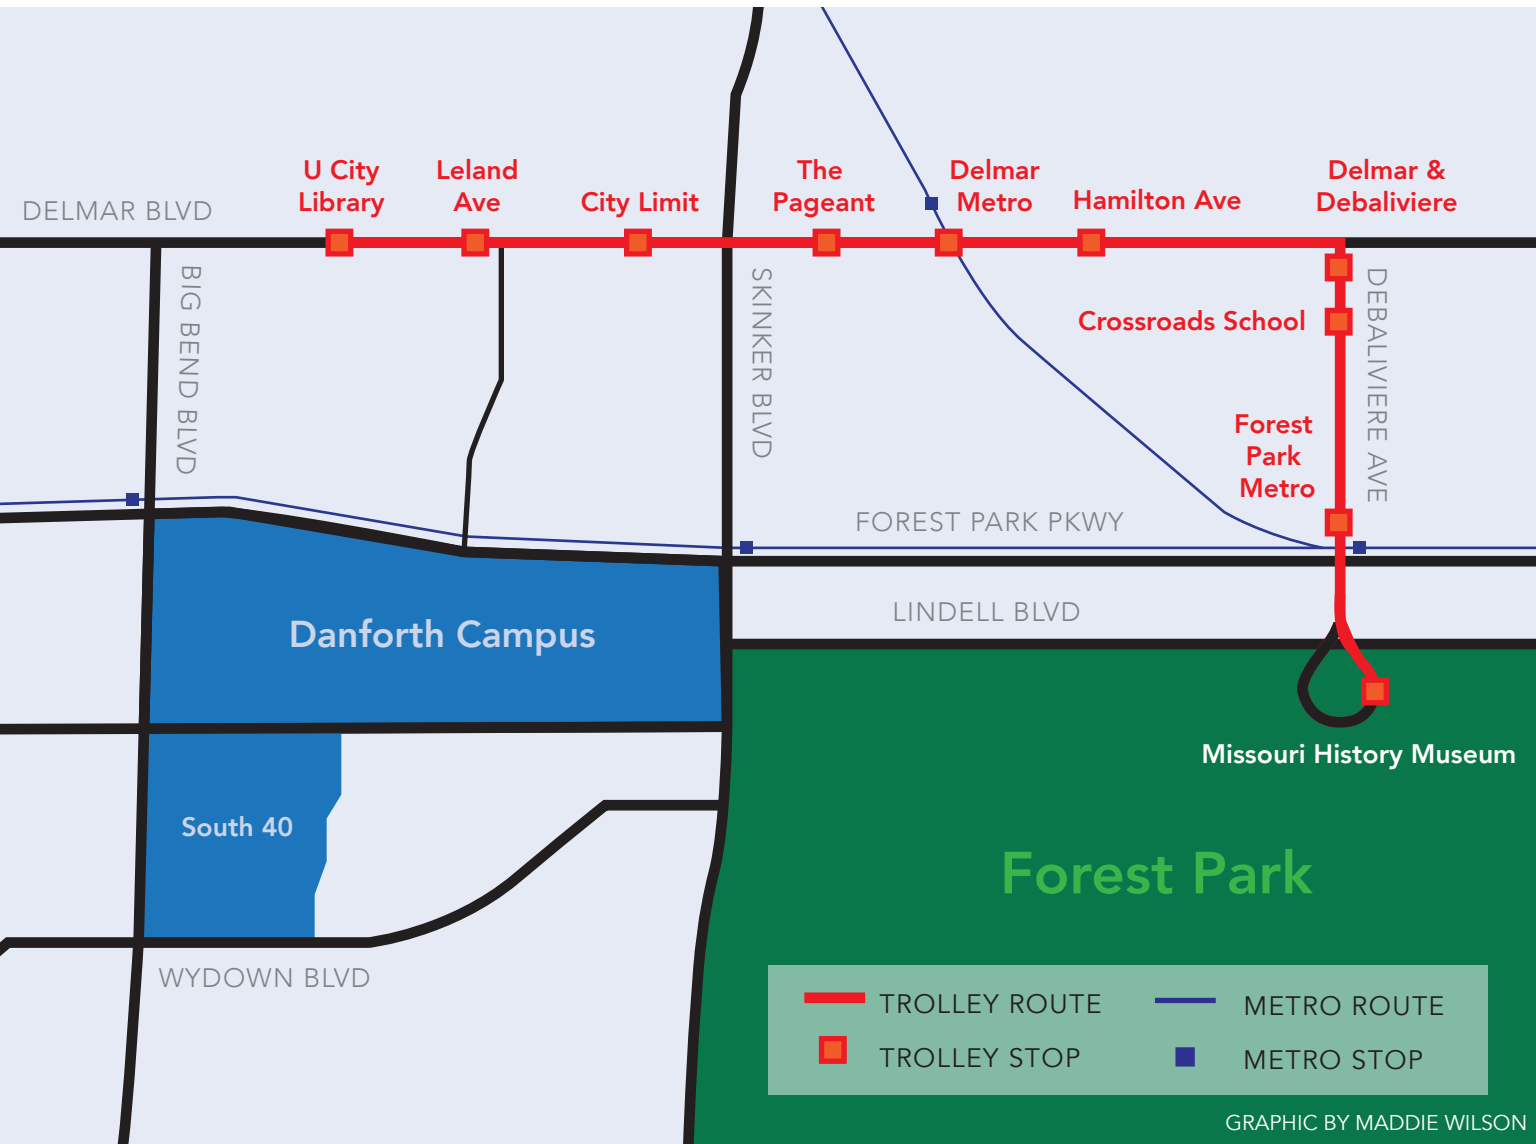 U City
Library
Leland
Ave
City Limit
The
Pageant
Delmar
Metro
Hamilton Ave
Delmar &
Debaliviere
DELMAR BLVD
BIG BEND BLVD
SKINKER BLVD
DEBALIVIERE AVE
Crossroads School
Forest
Park
Metro
FOREST PARK PKWY
LINDELL BLVD
Danforth Campus
Missouri History Museum
South 40
Forest Park
WYDOWN BLVD
TROLLEY ROUTE
METRO ROUTE
TROLLEY STOP
METRO STOP
GRAPHIC BY MADDIE WILSON